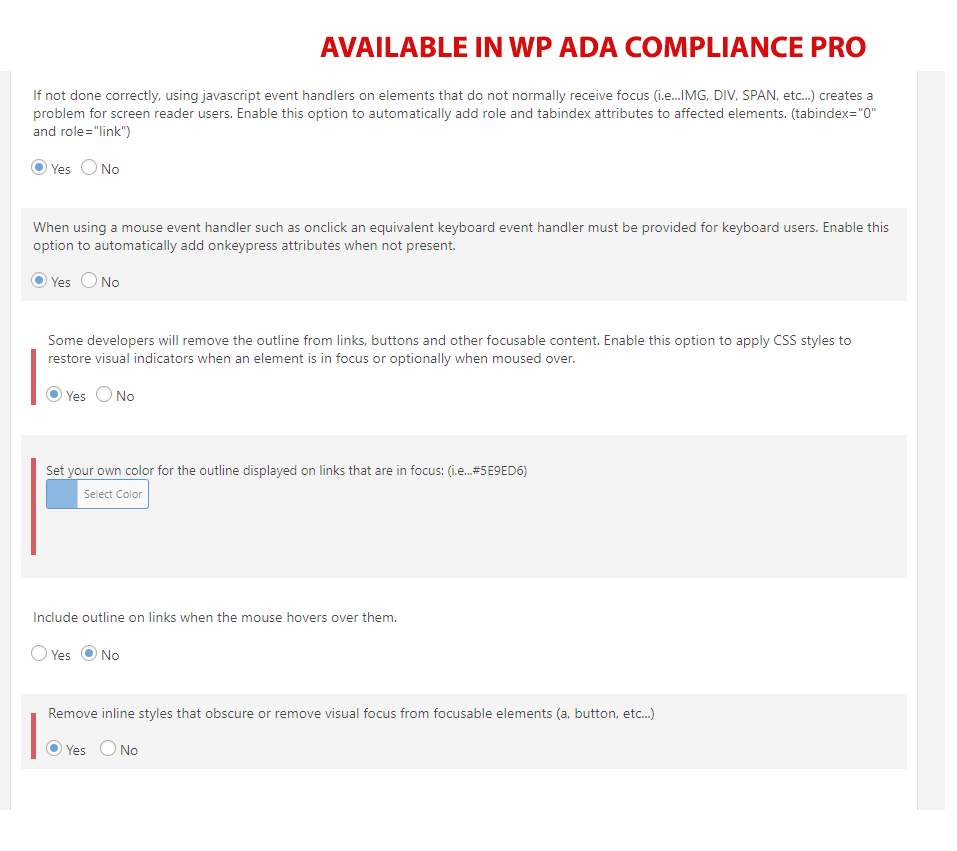 AVAILABLE IN WP ADA COMPLIANCE PRO
If not done correctly, using javascript event handlers on elements that do not normally receive focus (i.e...IMG, DIV, SPAN, etc...) creates a
problem for screen reader users. Enable this option to automatically add role and tabindex attributes to affected elements. (tabindex="0"
and role="link")
Yes No
When using a mouse event handler such as onclick an equivalent keyboard event handler must be provided for keyboard users. Enable this
option to automatically add onkeypress attributes when not present.
Yes No
Some developers will remove the outline from links, buttons and other focusable content. Enable this option to apply CSS styles to
restore visual indicators when an element is in focus or optionally when moused over.
Yes No
Set your own color for the outline displayed on links that are in focus: (i.e...#5E9ED6)
Select Color
Include outline on links when the mouse hovers over them.
Yes No
Remove inline styles that obscure or remove visual focus from focusable elements (a, button, etc...)
Yes No